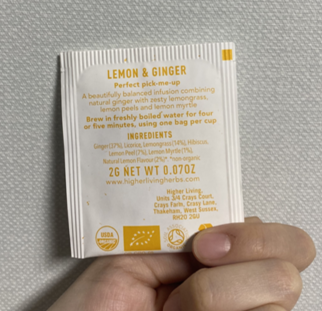 LEMON & GINGER
Perfect pick-me-up
A beautifully balanced infusion combining
natural ginger with zesty lemongrass,
lemon peels and lemon myrtle
Brew in freshly boiled water for four
or five minutes, using one bag per cup
INGREDIENTS
Ginger(37%), Licorice, Lemongrass(14%), Hibiscus,
Lemon Peel(7%), Lemon Myrtle(3%),
Natural Lemon Flavour(2%)* *non-organic
2G NET WT 0.07OZ
www.higherlivingherbs.com
Higher Living,
Units 3/4 Crays Court,
Crays Farm, Crays Lane,
Thakeham, West Sussex,
RH20 3GU
USDA
ORGANIC